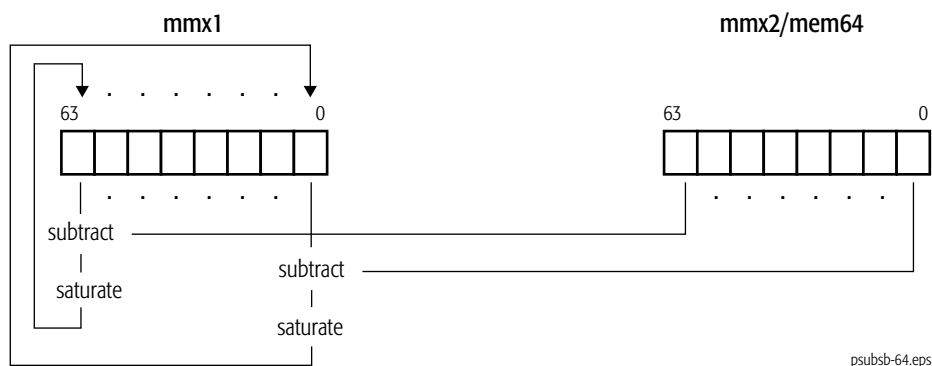 mmx1 mmx2/mem64
. . . . . .
63 0 63 0
. . . . . . . . . . . .
subtract
subtract
saturate
saturate
psubsb-64.eps